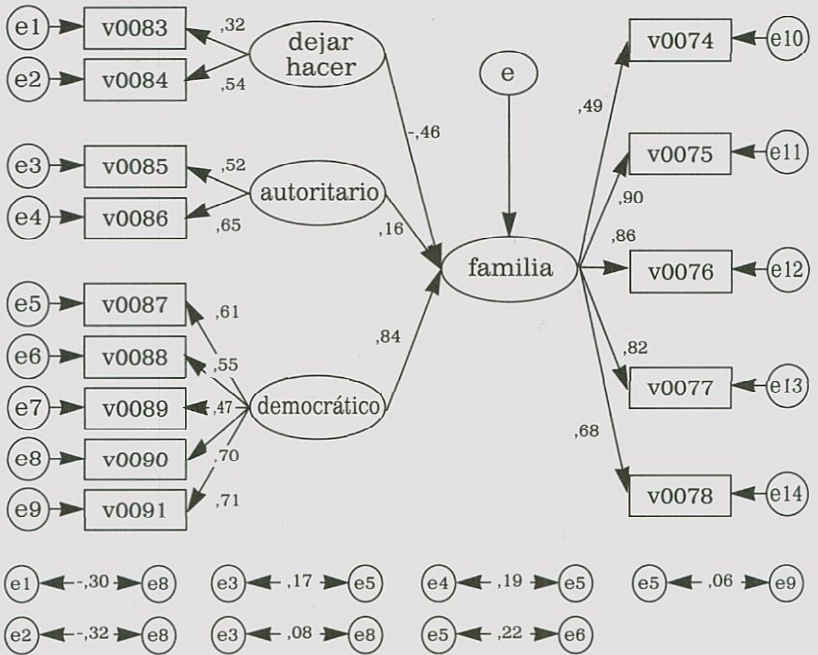 e1 v0083 ,32
dejar
hacer
e2 v0084 ,54
e
v0074 e10
,49
-,46
e3 v0085 ,52
autoritario
e4 v0086 ,65
,16
v0075 e11
,90
familia
,86
v0076 e12
e5 v0087 ,61
e6 v0088 ,55
e7 v0089 ,47
democrático
e8 v0090 ,70
e9 v0091 ,71
,84
,82
v0077 e13
,68
v0078 e14
e1 -,30 e8 e3 ,17 e5 e4 ,19 e5 e5 ,06 e9
e2 -,32 e8 e3 ,08 e8 e5 ,22 e6